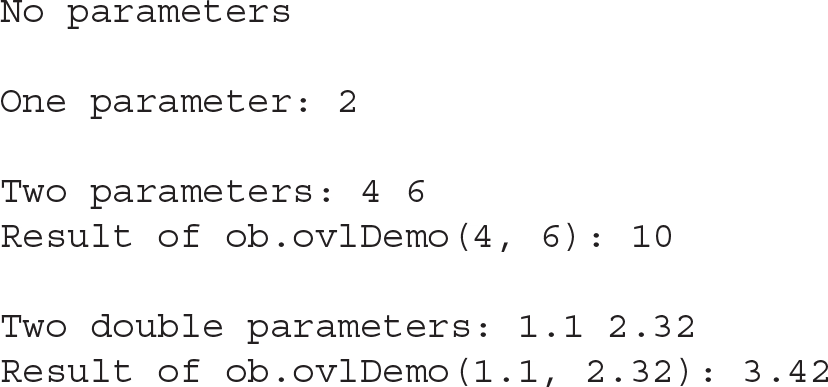 No parameters
One parameter: 2
Two parameters: 4 6
Result of ob.ovlDemo(4, 6): 10
Two double parameters: 1.1 2.32
Result of ob.ovlDemo(1.1, 2.32): 3.42